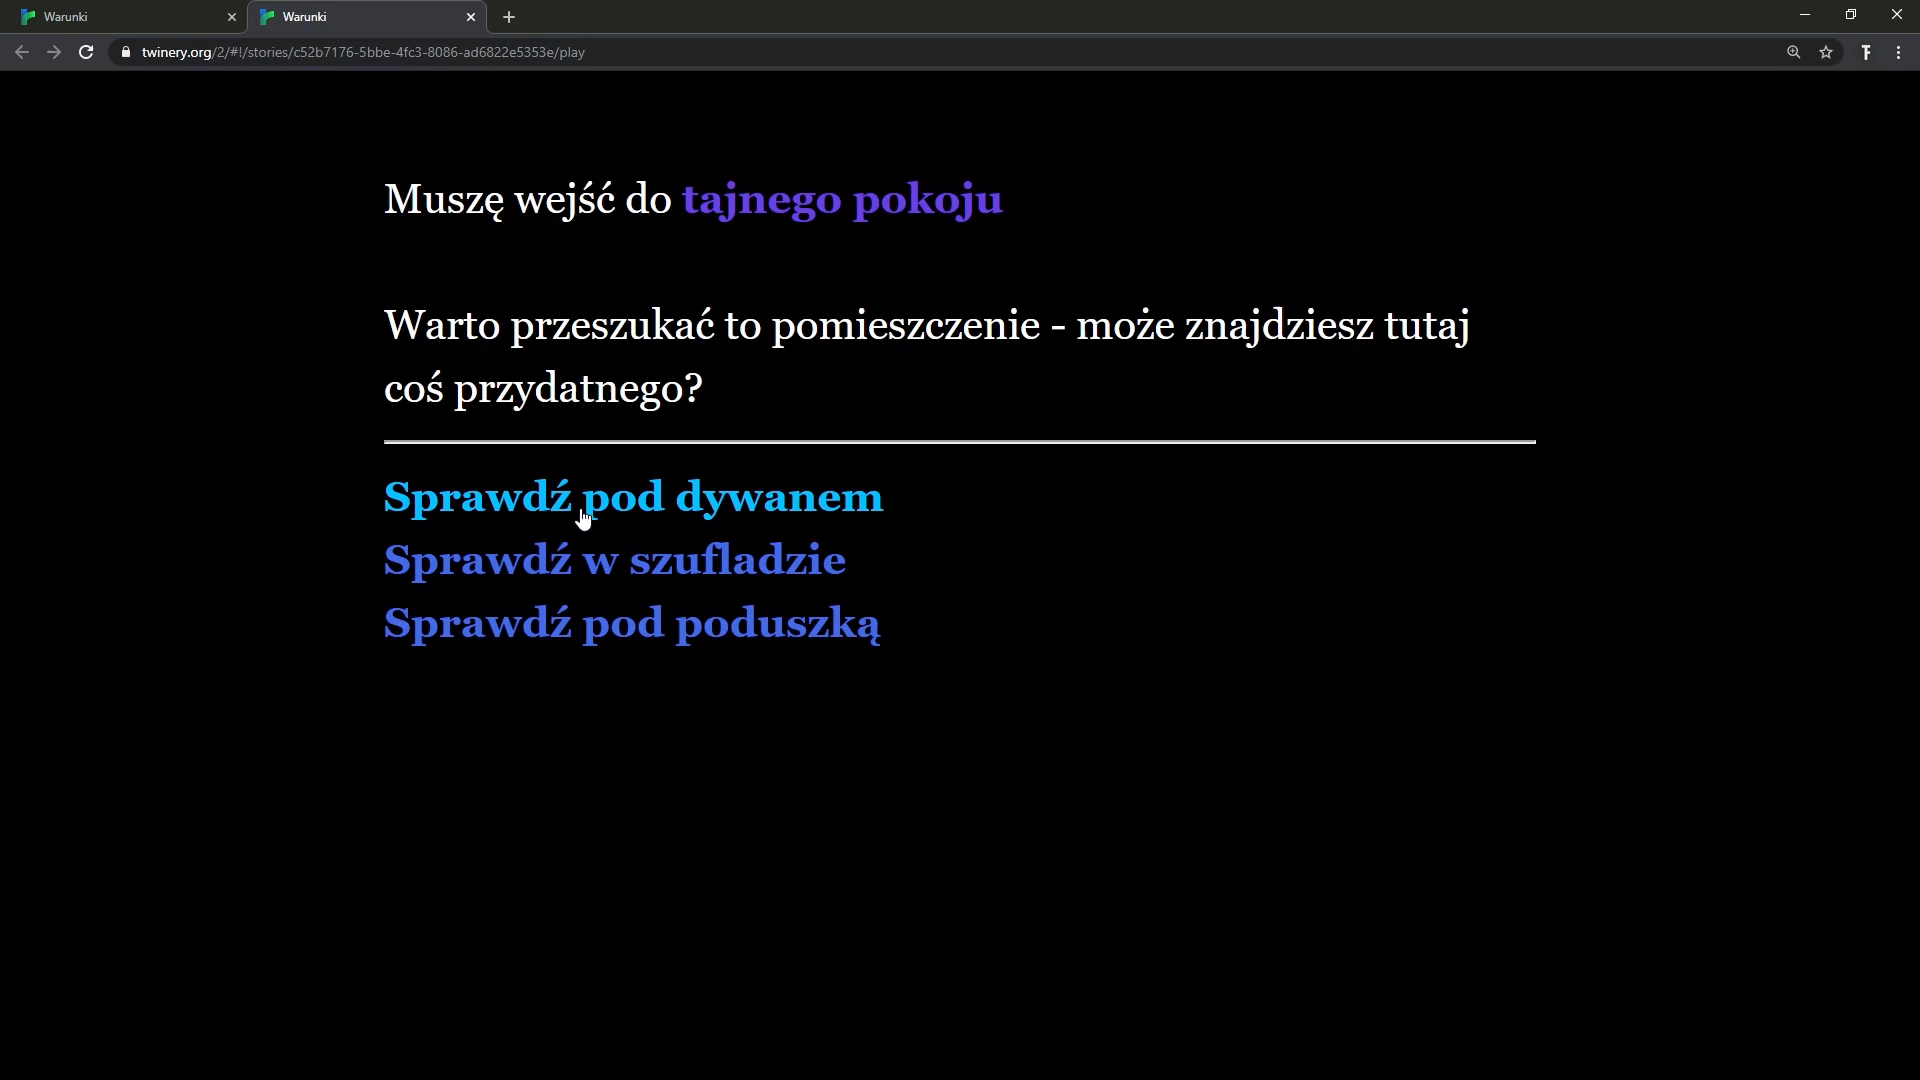 Warunki
Warunki
twinery.org/2/#!/stories/c52b7176-5bbe-4fc3-8086-ad6822e5353e/play
Muszę wejść do tajnego pokoju
Warto przeszukać to pomieszczenie - może znajdziesz tutaj
coś przydatnego?
Sprawdź pod dywanem
Sprawdź w szufladzie
Sprawdź pod poduszką